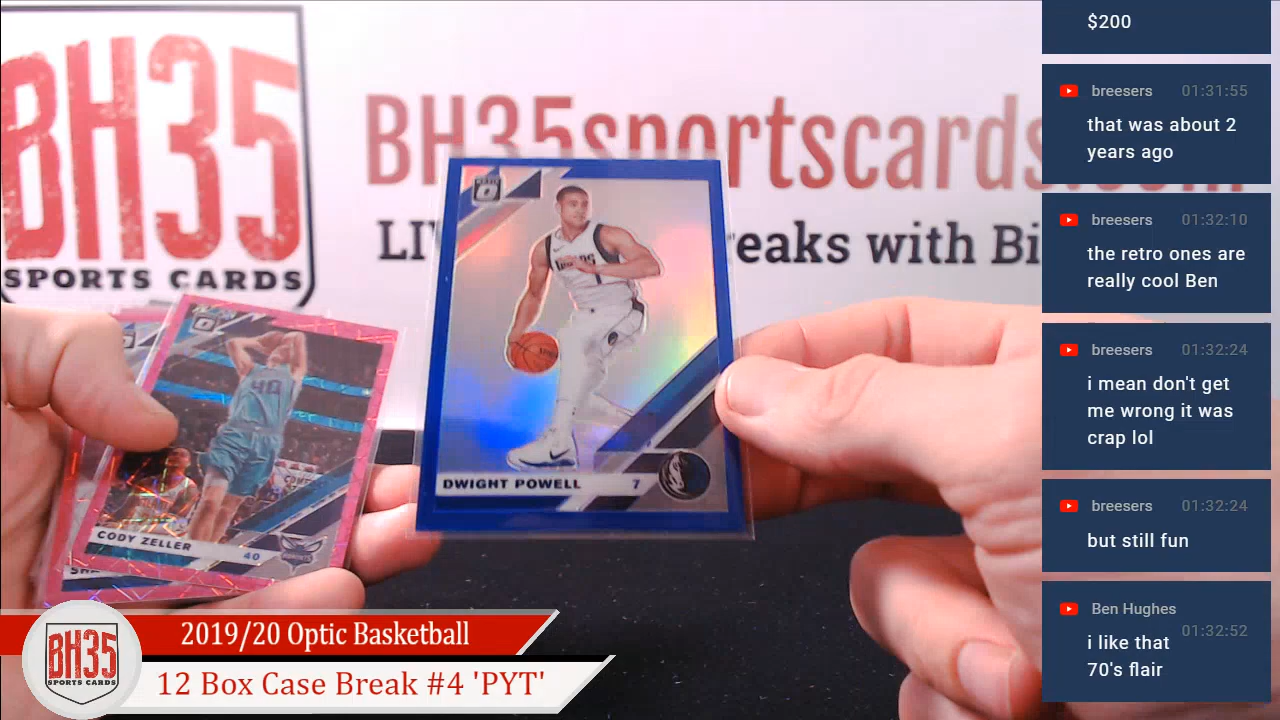 BH35
SPORTS CARDS
BH35sportscards.com
LI
eaks with Bi
DWIGHT POWELL 7
40
CODY ZELLER 40
2019/20 Optic Basketball
12 Box Case Break #4 'PYT'
BH35
SPORTS CARDS
$200
breesers 01:31:55
that was about 2
years ago
breesers 01:32:10
the retro ones are
really cool Ben
breesers 01:32:24
i mean don't get
me wrong it was
crap lol
breesers 01:32:24
but still fun
Ben Hughes 01:32:52
i like that
70's flair